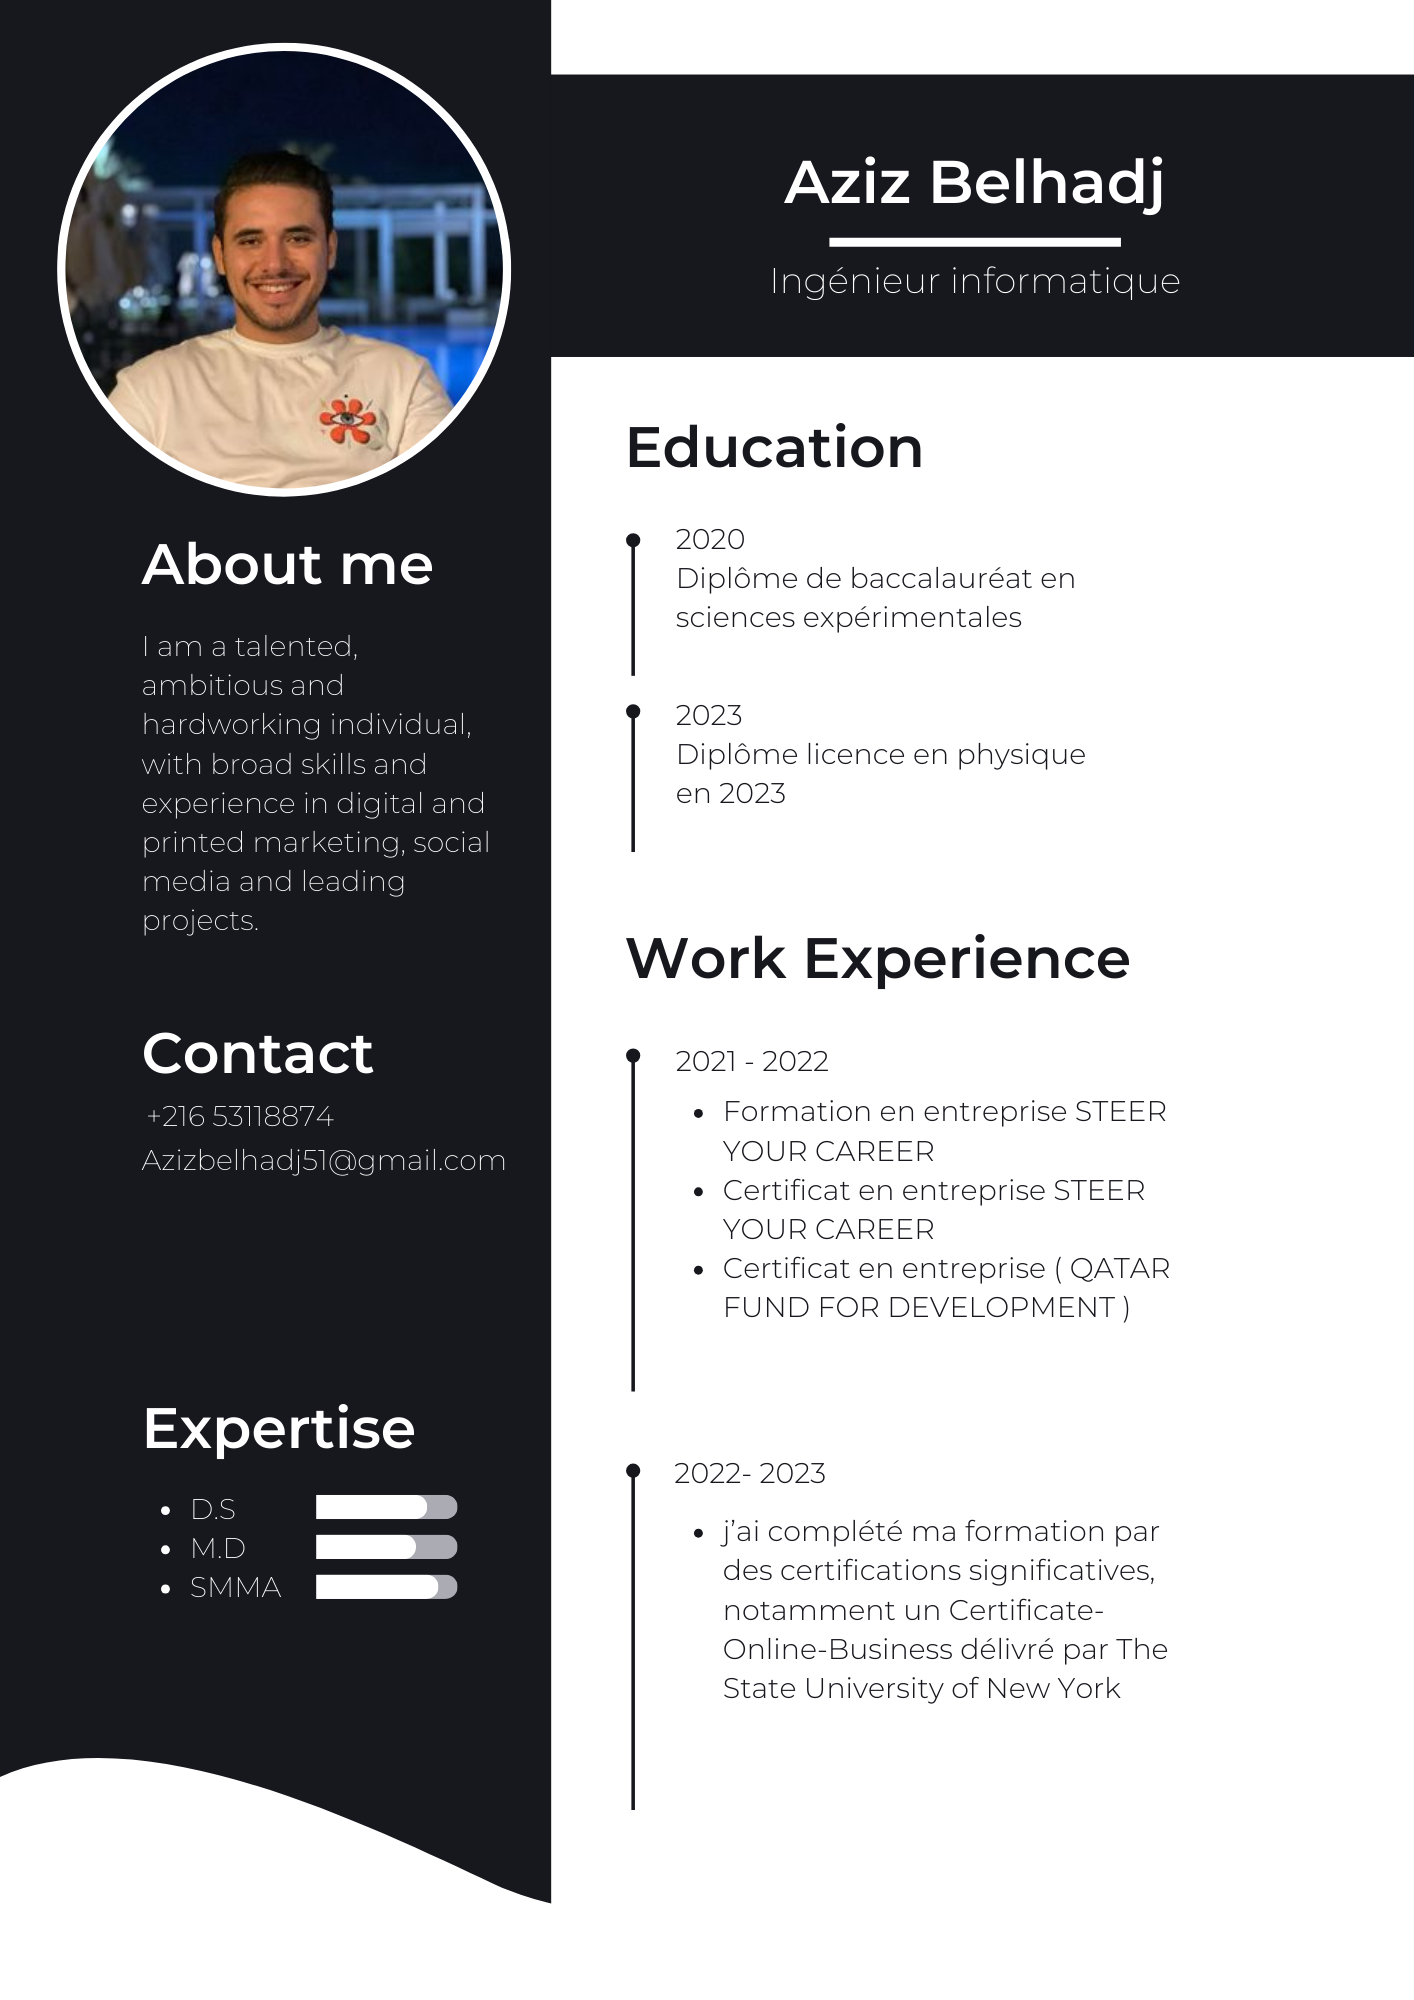 Aziz Belhadj
Ingénieur informatique
About me
I am a talented,
ambitious and
hardworking individual,
with broad skills and
experience in digital and
printed marketing, social
media and leading
projects.
Contact
+216 53118874
Azizbelhadj51@gmail.com
Expertise
• D.S
• M.D
• SMMA
Education
2020
Diplôme de baccalauréat en
sciences expérimentales
2023
Diplôme licence en physique
en 2023
Work Experience
2021 - 2022
• Formation en entreprise STEER
YOUR CAREER
• Certificat en entreprise STEER
YOUR CAREER
• Certificat en entreprise ( QATAR
FUND FOR DEVELOPMENT )
2022- 2023
• j’ai complété ma formation par
des certifications significatives,
notamment un Certificate-
Online-Business délivré par The
State University of New York